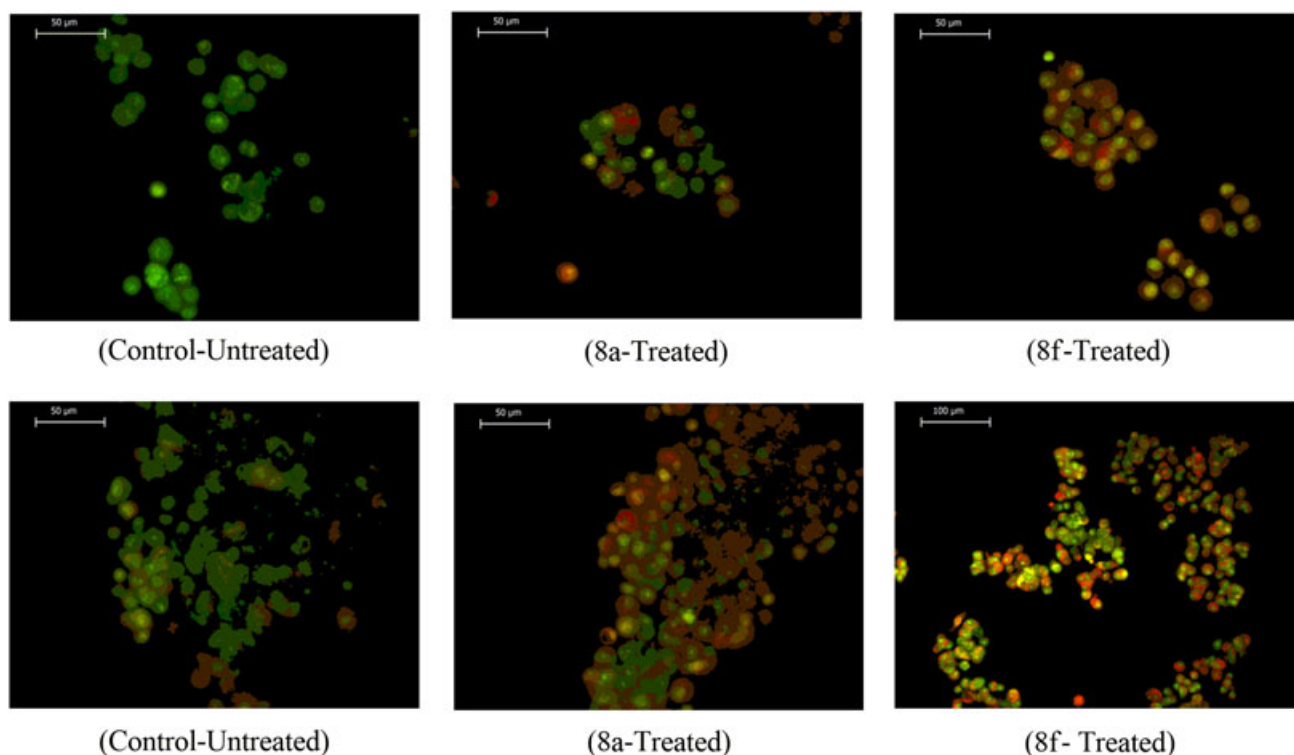 50 µm
50 µm
50 µm
(Control-Untreated)
(8a-Treated)
(8f-Treated)
50 µm
50 µm
100 µm
(Control-Untreated)
(8a-Treated)
(8f- Treated)